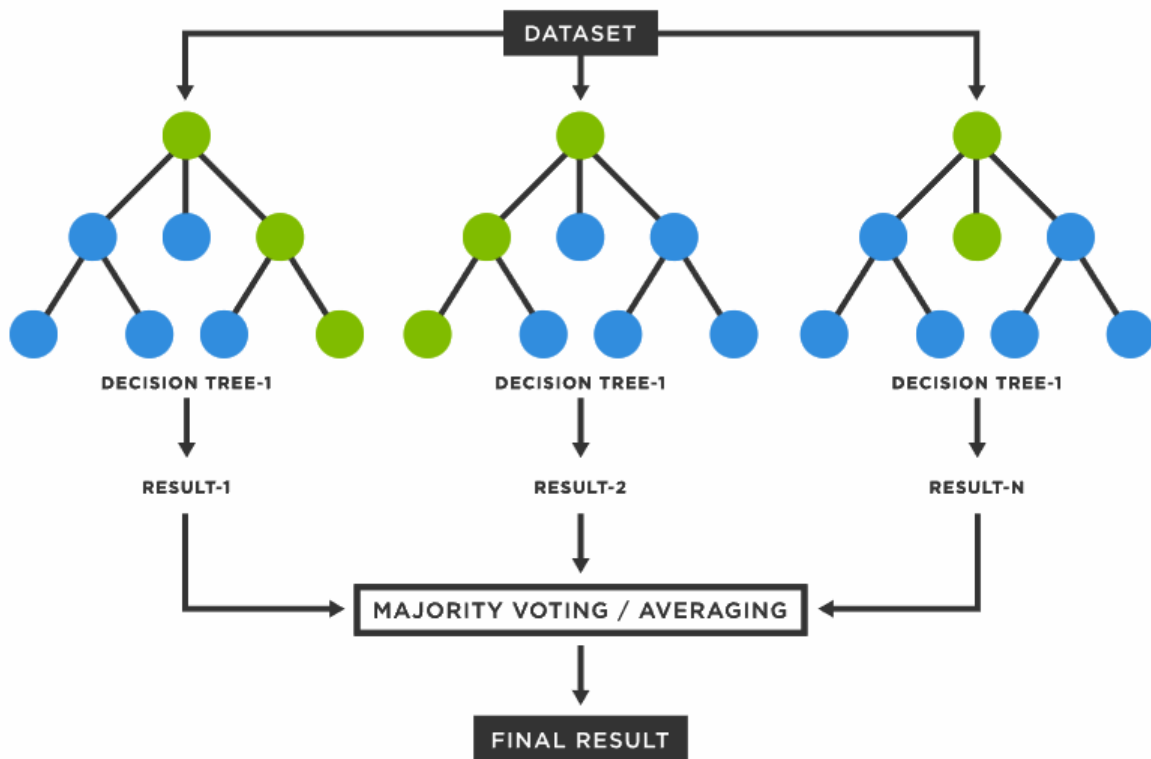 DATASET
DECISION TREE-1
DECISION TREE-1
DECISION TREE-1
RESULT-1
RESULT-2
RESULT-N
MAJORITY VOTING / AVERAGING
FINAL RESULT